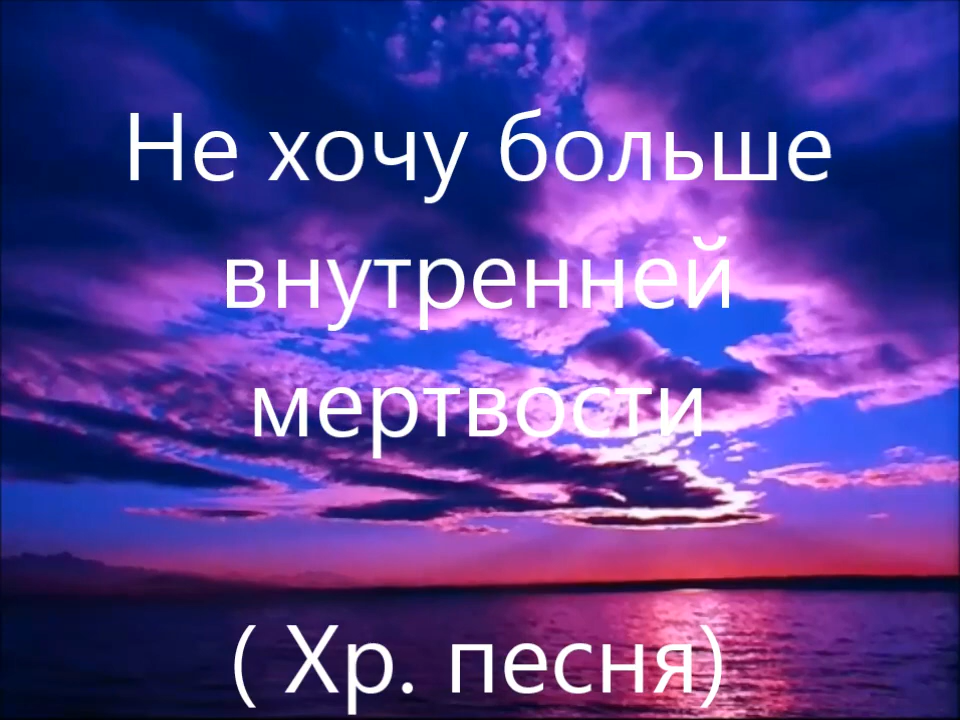 Не хочу больше
внутренней
мертвости
( Хр. песня)